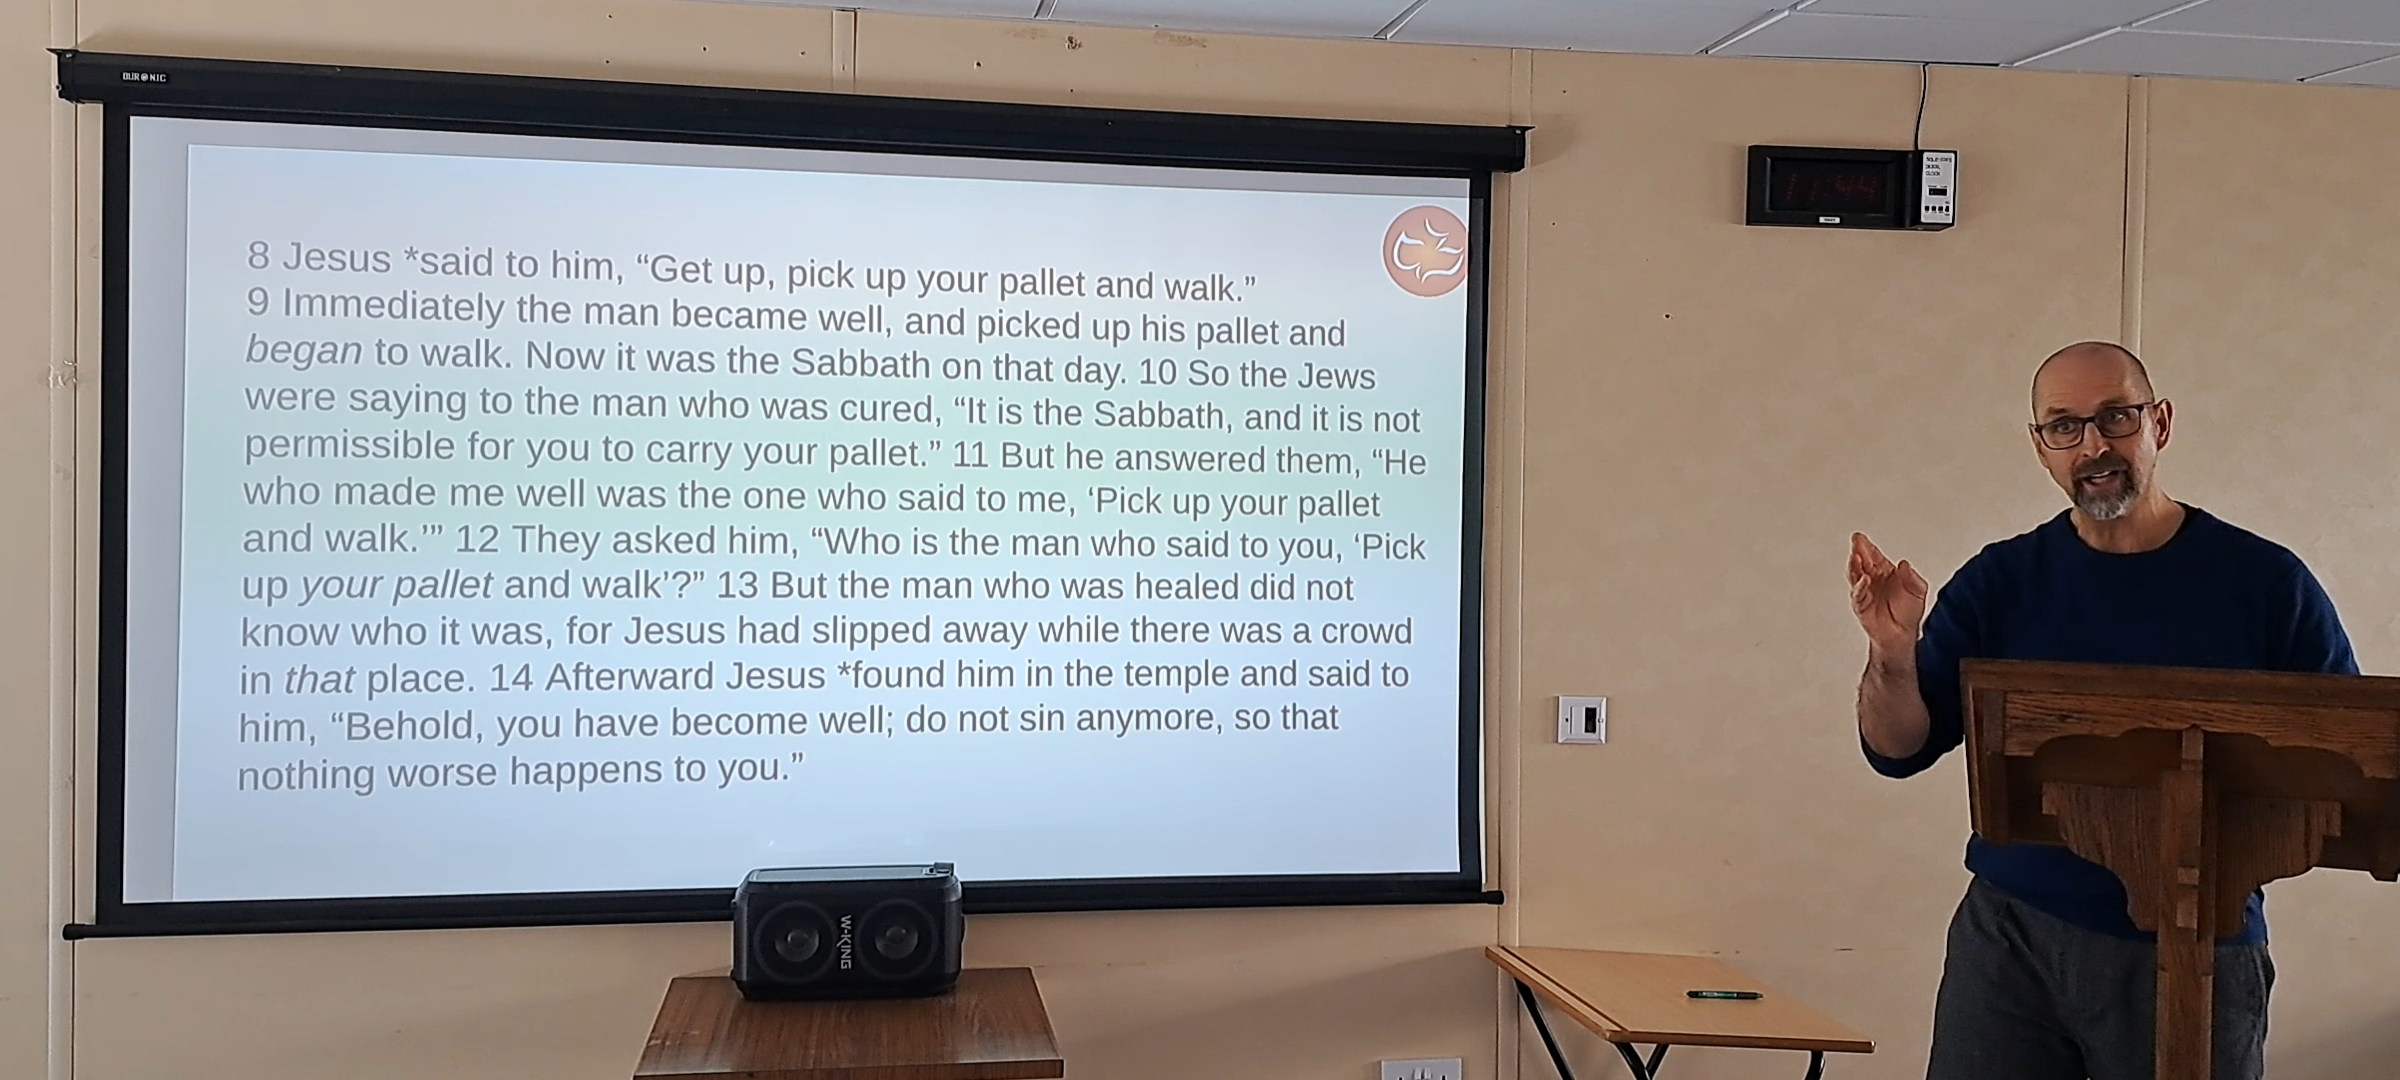 DURONIC
8 Jesus *said to him, “Get up, pick up your pallet and walk.”
9 Immediately the man became well, and picked up his pallet and
began to walk. Now it was the Sabbath on that day. 10 So the Jews
were saying to the man who was cured, “It is the Sabbath, and it is not
permissible for you to carry your pallet.” 11 But he answered them, “He
who made me well was the one who said to me, ‘Pick up your pallet
and walk.’” 12 They asked him, “Who is the man who said to you, ‘Pick
up your pallet and walk’?” 13 But the man who was healed did not
know who it was, for Jesus had slipped away while there was a crowd
in that place. 14 Afterward Jesus *found him in the temple and said to
him, “Behold, you have become well; do not sin anymore, so that
nothing worse happens to you.”
11:44
W-KING